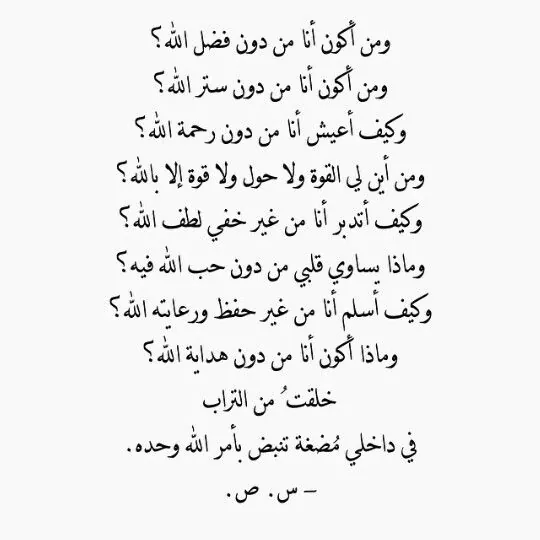 ومن أكون أنا من دون فضل الله؟
ومن أكون أنا من دون ستر الله؟
وكيف أعيش أنا من دون رحمة الله؟
ومن أين لي القوة ولا حول ولا قوة إلا بالله؟
وكيف أتدبر أنا من غير خفي لطف الله؟
وماذا يساوي قلبي من دون حب الله فيه؟
وكيف أسلم أنا من غير حفظ ورعايته الله؟
وماذا أكون أنا من دون هداية الله؟
خلقتُ من التراب
في داخلي مُضغة تنبض بأمر الله وحده.
– س. ص.